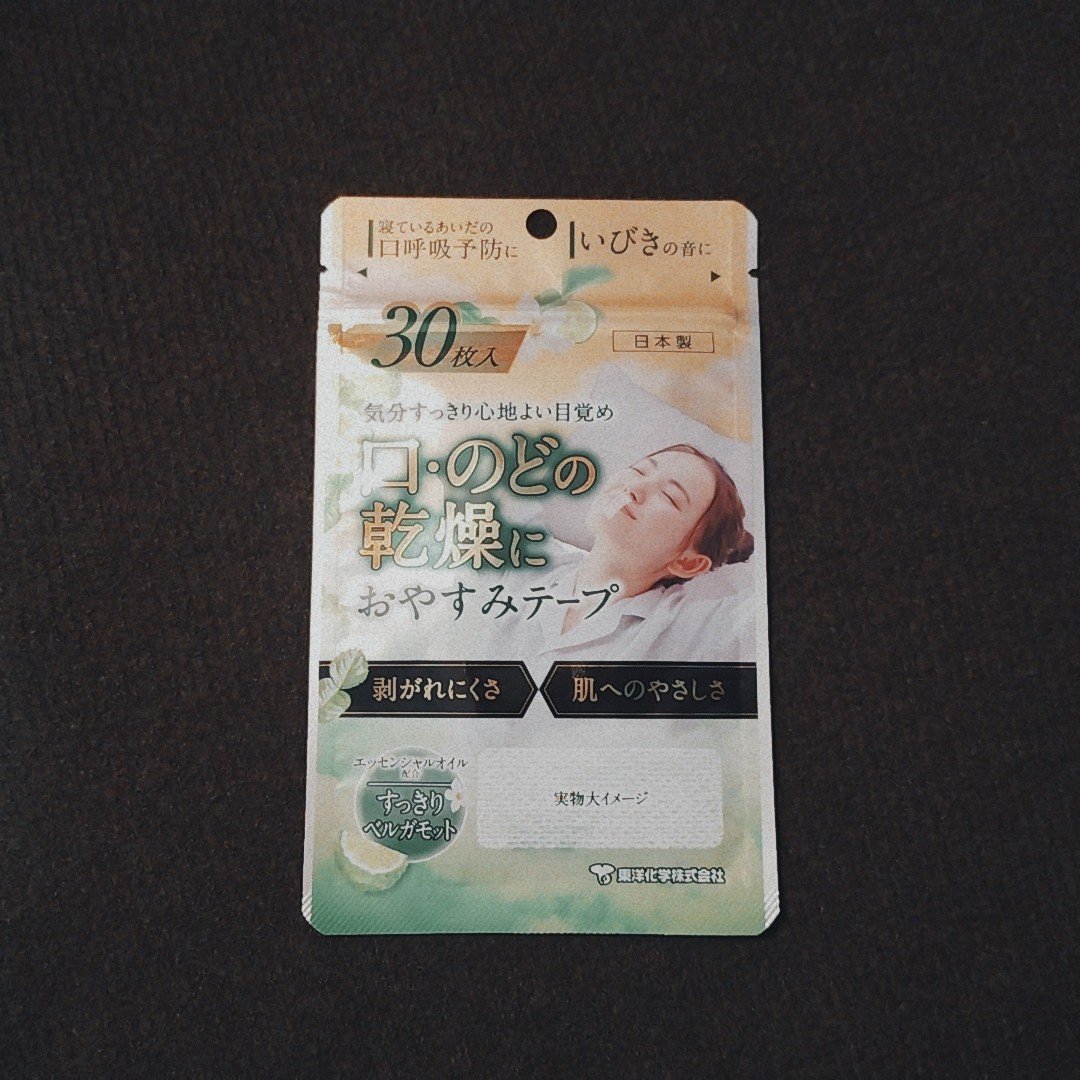 寝ているあいだの
口呼吸予防に
いびきの音に
30枚入
日本製
気分すっきり心地よい目覚め
口・のどの
乾燥に
おやすみテープ
剥がれにくさ
肌へのやさしさ
エッセンシャルオイル
配合
すっきり
ベルガモット
実物大イメージ
東洋化学株式会社